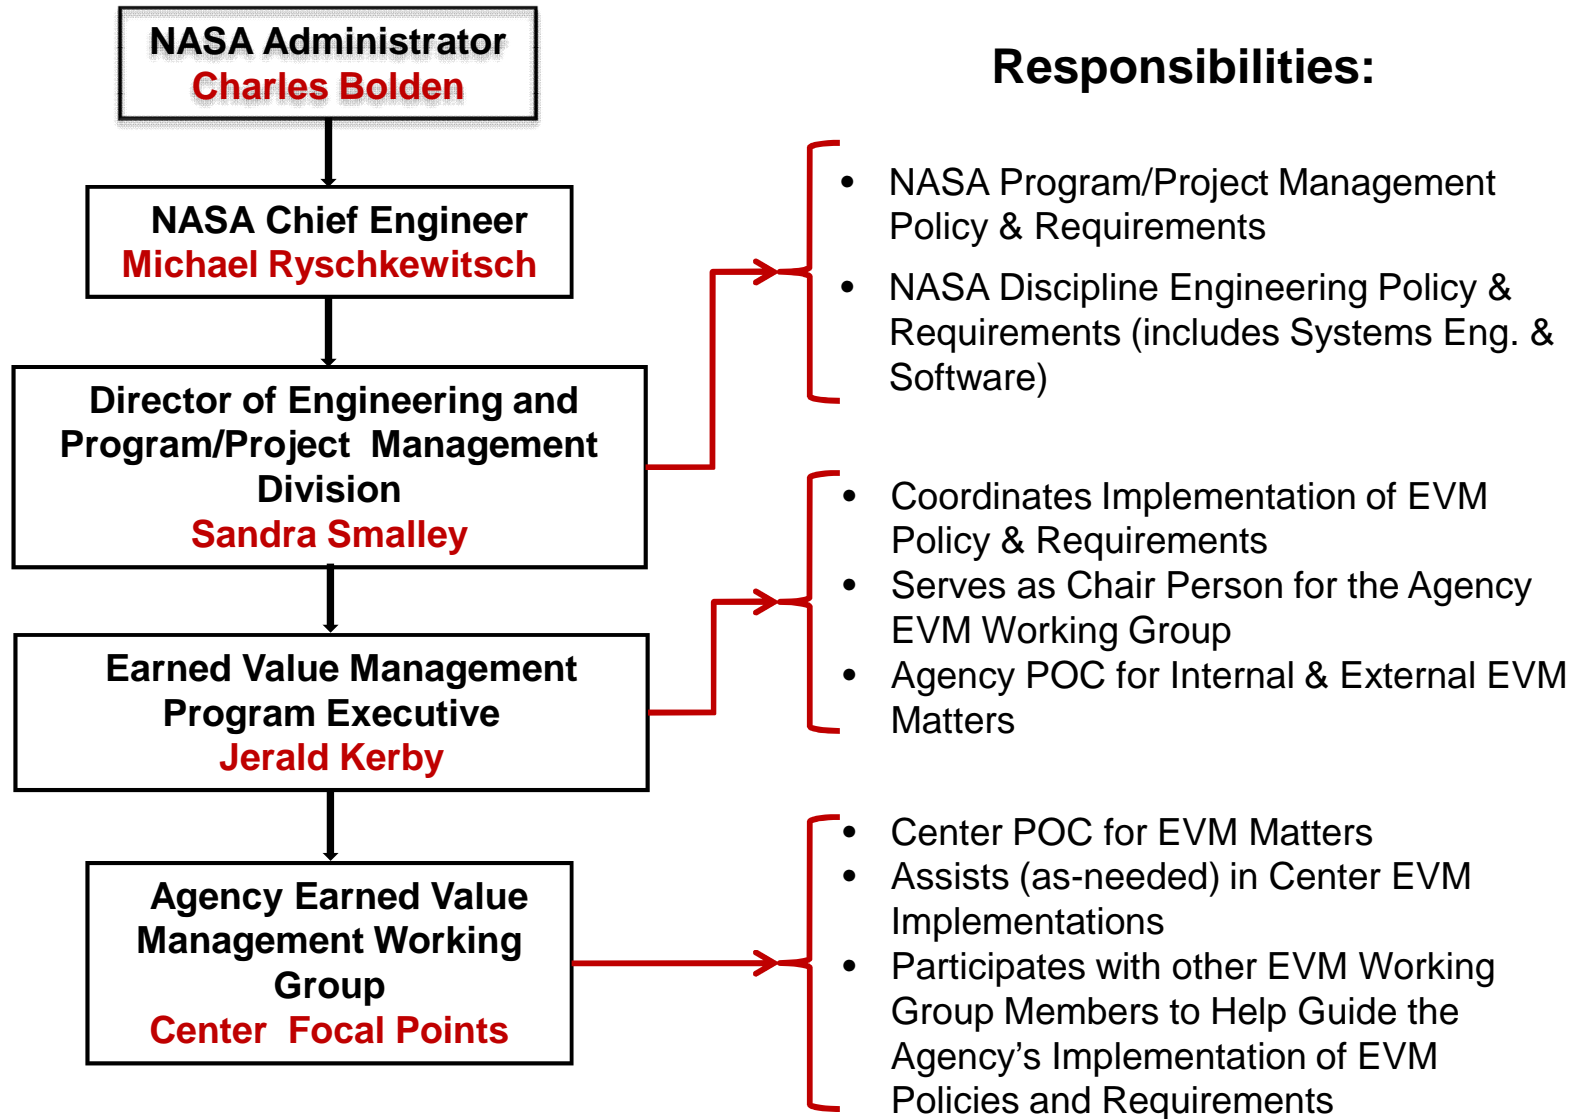 NASA Administrator
Charles Bolden
NASA Chief Engineer
Michael Ryschkewitsch
Director of Engineering and
Program/Project Management
Division
Sandra Smalley
Earned Value Management
Program Executive
Jerald Kerby
Agency Earned Value
Management Working
Group
Center Focal Points
Responsibilities:
• NASA Program/Project Management
Policy & Requirements
• NASA Discipline Engineering Policy &
Requirements (includes Systems Eng. &
Software)
• Coordinates Implementation of EVM
Policy & Requirements
• Serves as Chair Person for the Agency
EVM Working Group
• Agency POC for Internal & External EVM
Matters
• Center POC for EVM Matters
• Assists (as-needed) in Center EVM
Implementations
• Participates with other EVM Working
Group Members to Help Guide the
Agency’s Implementation of EVM
Policies and Requirements